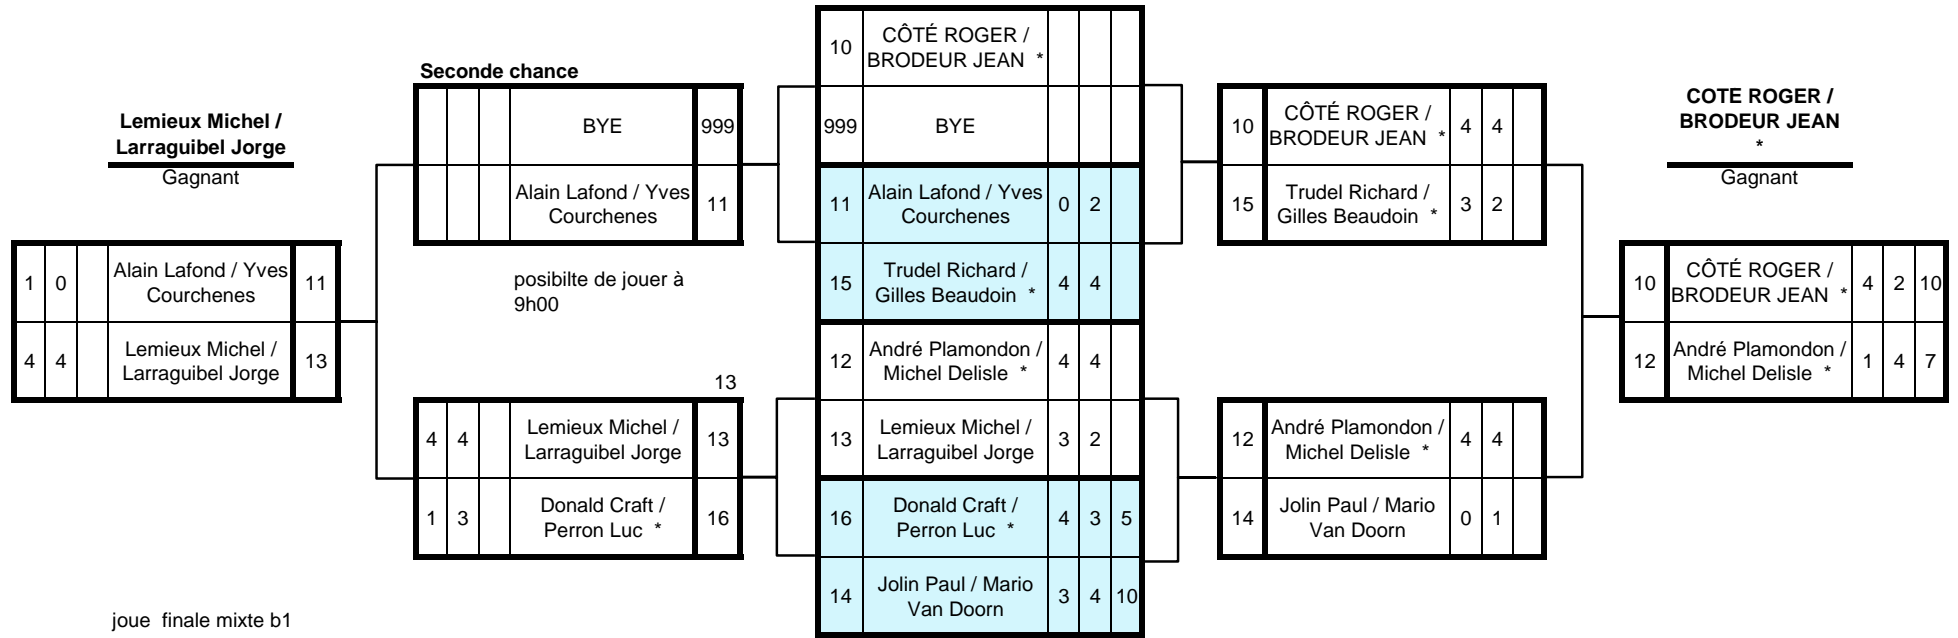 Lemieux Michel /
Larraguibel Jorge
Gagnant
1 0 Alain Lafond / Yves
Courchenes 11
4 4 Lemieux Michel /
Larraguibel Jorge 13
joue finale mixte b1
Seconde chance
BYE 999
Alain Lafond / Yves
Courchenes 11
posibilte de jouer à
9h00
13
4 4 Lemieux Michel /
Larraguibel Jorge 13
1 3 Donald Craft /
Perron Luc * 16
10 CÔTÉ ROGER /
BRODEUR JEAN *
999 BYE
11 Alain Lafond / Yves
Courchenes 0 2
15 Trudel Richard /
Gilles Beaudoin * 4 4
12 André Plamondon /
Michel Delisle * 4 4
13 Lemieux Michel /
Larraguibel Jorge 3 2
16 Donald Craft /
Perron Luc * 4 3 5
14 Jolin Paul / Mario
Van Doorn 3 4 10
10 CÔTÉ ROGER /
BRODEUR JEAN * 4 4
15 Trudel Richard /
Gilles Beaudoin * 3 2
12 André Plamondon /
Michel Delisle * 4 4
14 Jolin Paul / Mario
Van Doorn 0 1
COTE ROGER /
BRODEUR JEAN
*
Gagnant
10 CÔTÉ ROGER /
BRODEUR JEAN * 4 2 10
12 André Plamondon /
Michel Delisle * 1 4 7